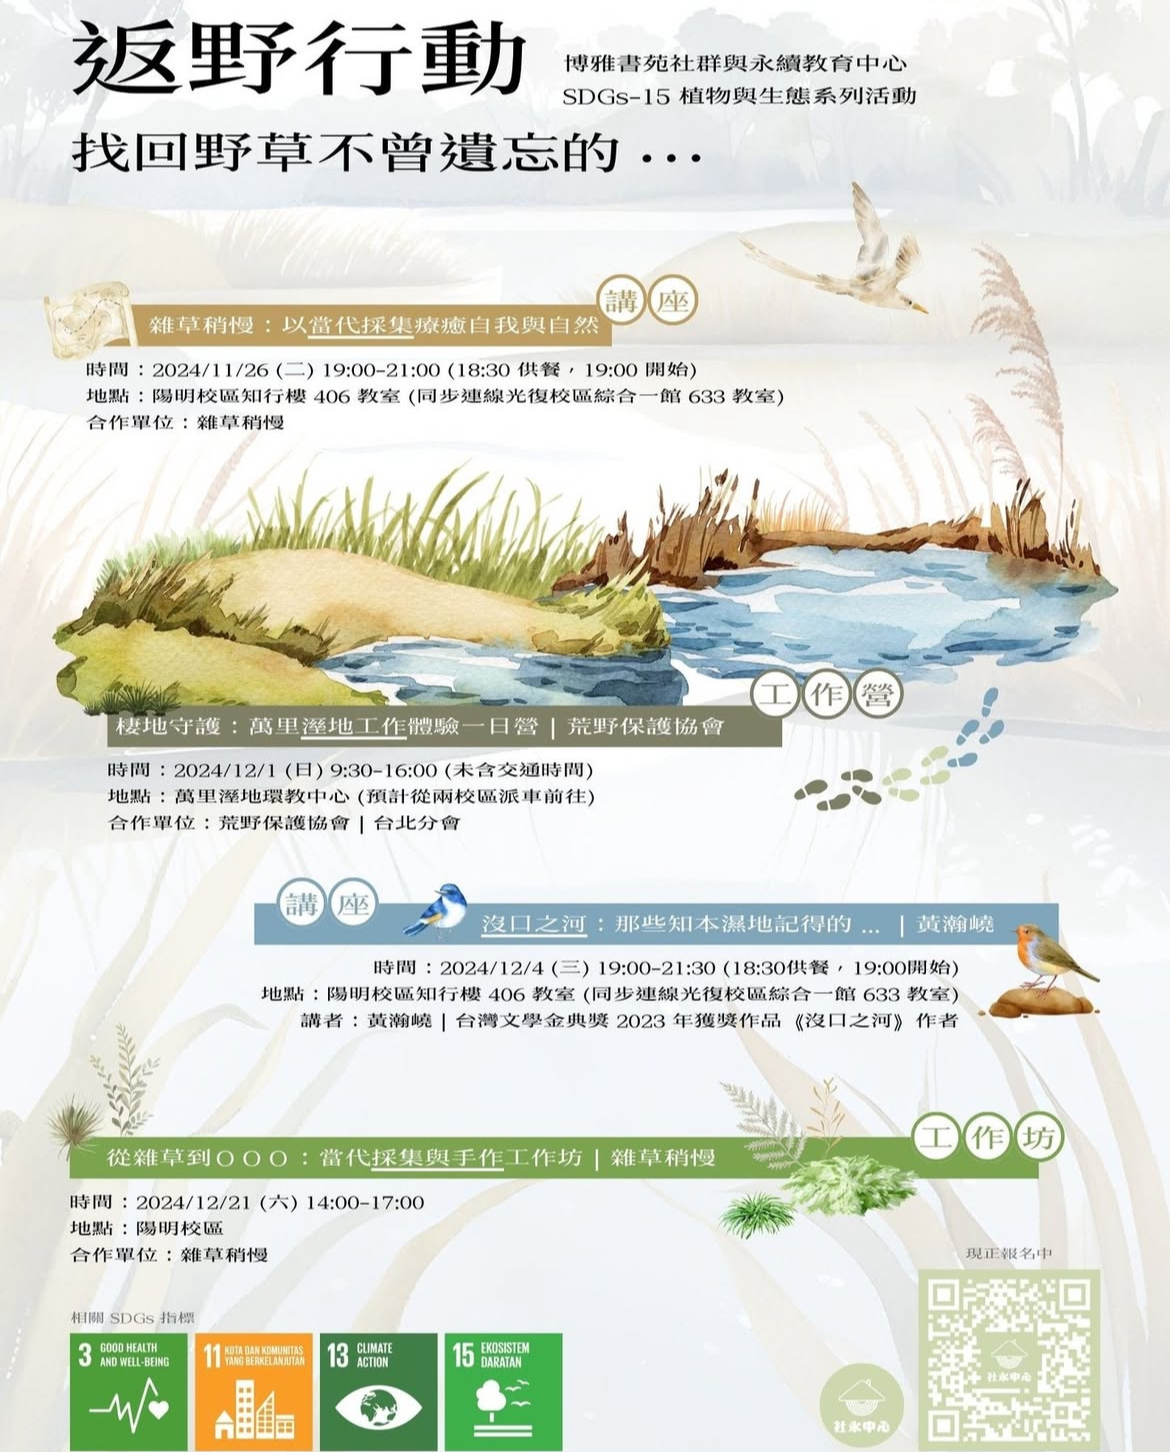 返野行動
博雅書苑社群與永續教育中心
SDGs-15 植物與生態系列活動
找回野草不曾遺忘的 ...
講座
雜草稍慢：以當代採集療癒自我與自然
時間：2024/11/26 (二) 19:00-21:00 (18:30 供餐，19:00 開始)
地點：陽明校區知行樓 406 教室 (同步連線光復校區綜合一館 633 教室)
合作單位：雜草稍慢
工作營
棲地守護：萬里溼地工作體驗一日營 | 荒野保護協會
時間：2024/12/1 (日) 9:30-16:00 (未含交通時間)
地點：萬里溼地環教中心 (預計從兩校區派車前往)
合作單位：荒野保護協會 | 台北分會
講座
沒口之河：那些知本濕地記得的 ... | 黃瀚嶢
時間：2024/12/4 (三) 19:00-21:30 (18:30供餐，19:00開始)
地點：陽明校區知行樓 406 教室 (同步連線光復校區綜合一館 633 教室)
講者：黃瀚嶢 | 台灣文學金典獎 2023 年獲獎作品《沒口之河》作者
工作坊
從雜草到○○○：當代採集與手作工作坊 | 雜草稍慢
時間：2024/12/21 (六) 14:00-17:00
地點：陽明校區
合作單位：雜草稍慢
現正報名中
相關 SDGs 指標
3 GOOD HEALTH
AND WELL-BEING
11 KOTA DAN KOMUNITAS
YANG BERKELANJUTAN
13 CLIMATE
ACTION
15 EKOSISTEM
DARATAN
社永中心
社永中心